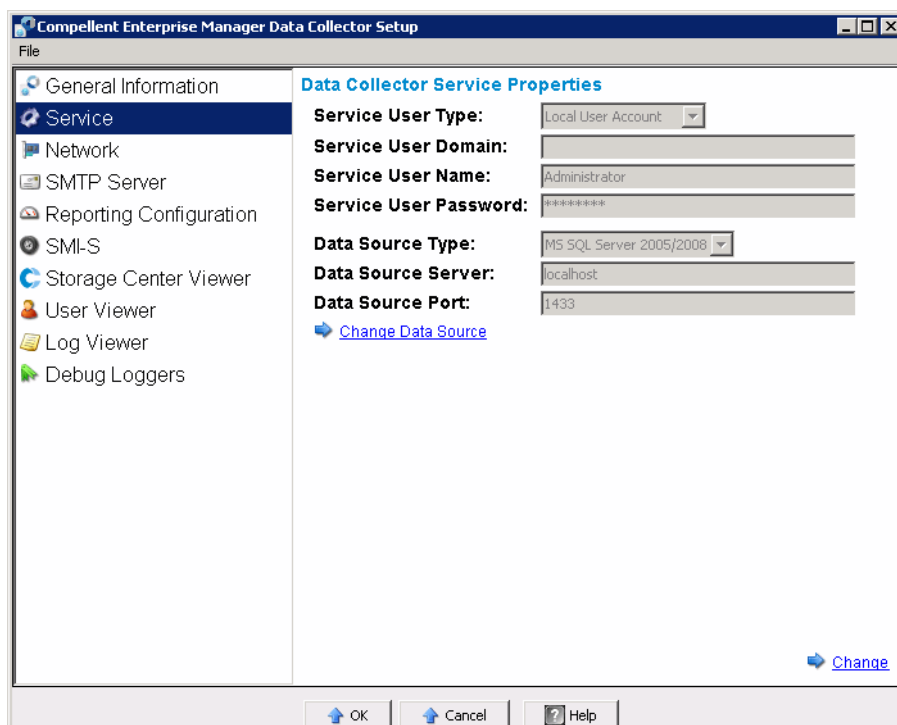 Compellent Enterprise Manager Data Collector Setup
File
General Information
Service
Network
SMTP Server
Reporting Configuration
SMI-S
Storage Center Viewer
User Viewer
Log Viewer
Debug Loggers
Data Collector Service Properties
Service User Type: Local User Account
Service User Domain:
Service User Name: Administrator
Service User Password: ********
Data Source Type: MS SQL Server 2005/2008
Data Source Server: localhost
Data Source Port: 1433
Change Data Source
Change
OK Cancel ? Help